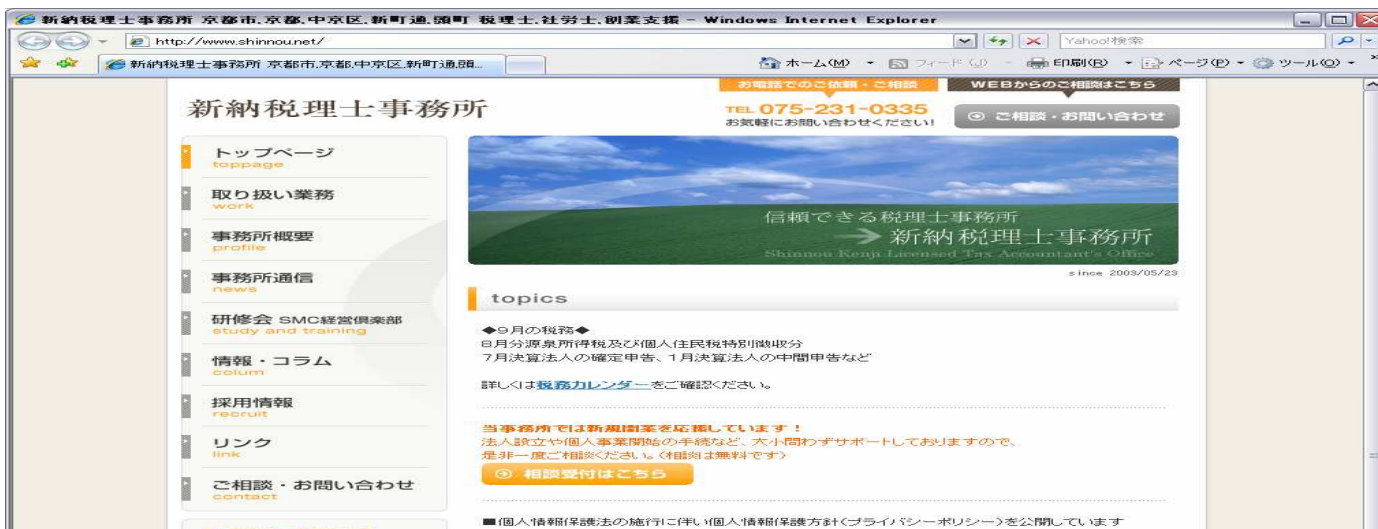 新納税理士事務所 京都市,京都,中京区,新町通,頭町 税理士,社労士,創業支援 - Windows Internet Explorer
http://www.shinnou.net/
Yahoo!検索
新納税理士事務所 京都市,京都,中京区,新町通,頭...
ホーム(M)
フィード(J)
印刷(R)
ページ(P)
ツール(O)
新納税理士事務所
お電話でのご依頼・ご相談
WEBからのご相談はこちら
TEL 075-231-0335
お気軽にお問い合わせください!
ご相談・お問い合わせ
トップページ
toppage
取り扱い業務
work
事務所概要
profile
事務所通信
news
研修会 SMC経営倶楽部
study and training
情報・コラム
colum
採用情報
recruit
リンク
link
ご相談・お問い合わせ
contact
信頼できる税理士事務所
新納税理士事務所
Shinnou Kenji Licensed Tax Accountant's Office
since 2003/05/23
topics
◆9月の税務◆
8月分源泉所得税及び個人住民税特別徴収分
7月決算法人の確定申告、1月決算法人の中間申告など
詳しくは税務カレンダーをご確認ください。
当事務所では新規開業を応援しています!
法人設立や個人事業開始の手続など、大小問わずサポートしておりますので、
是非一度ご相談ください。(相談は無料です)
相談受付はこちら
■個人情報保護法の施行に伴い個人情報保護方針(プライバシーポリシー)を公開しています